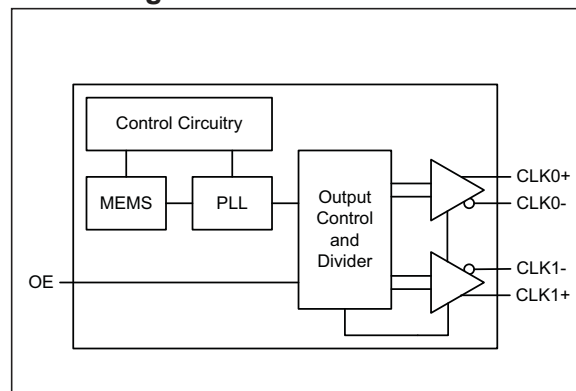 Control Circuitry
MEMS
PLL
Output
Control
and
Divider
CLK0+
CLK0-
CLK1-
CLK1+
OE